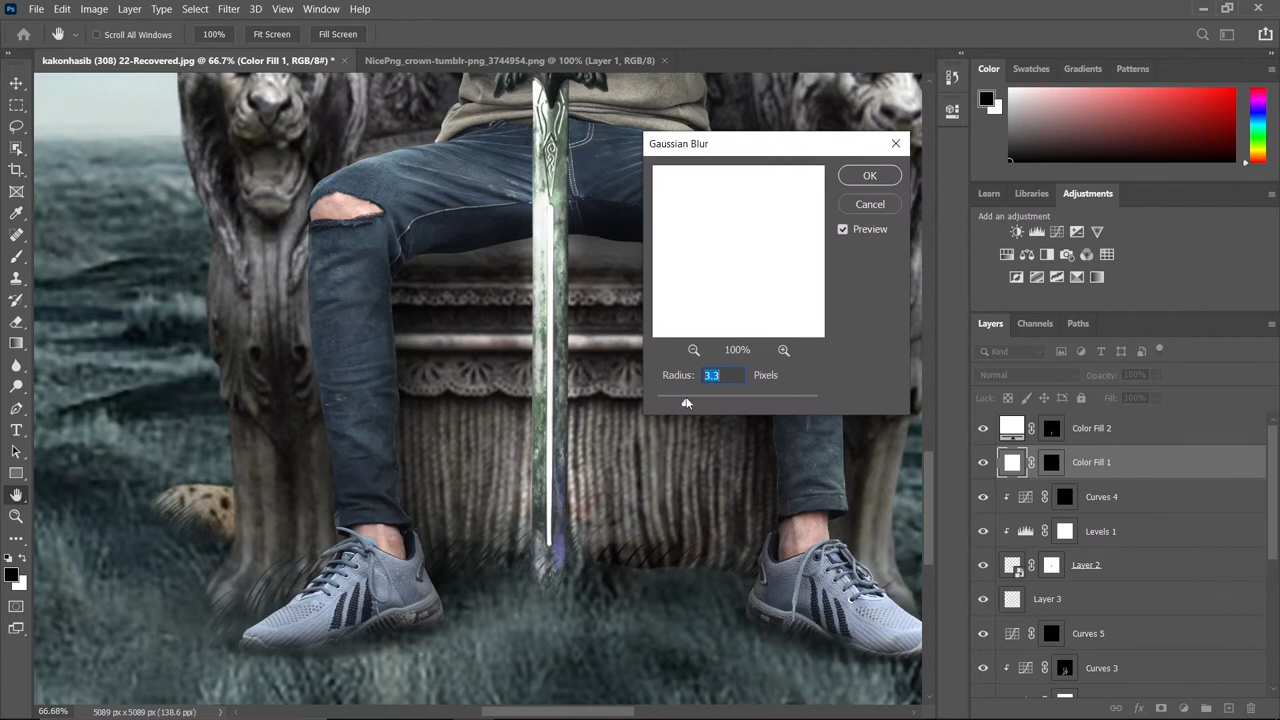 Ps File Edit Image Layer Type Select Filter 3D View Window Help
Scroll All Windows 100% Fit Screen Fill Screen
kakonhasib (308) 22-Recovered.jpg @ 66.7% (Color Fill 1, RGB/8#) * NicePng_crown-tumblr-png_3744954.png @ 100% (Layer 1, RGB/8)
Color Swatches Gradients Patterns
Gaussian Blur
OK
Cancel
Preview
100%
Radius: 3.3 Pixels
Learn Libraries Adjustments
Add an adjustment
Layers Channels Paths
Kind
Normal Opacity: 100%
Lock: Fill: 100%
Color Fill 2
Color Fill 1
Curves 4
Levels 1
Layer 2
Layer 3
Curves 5
Curves 3
66.68% 5089 px x 5089 px (138.6 ppi)